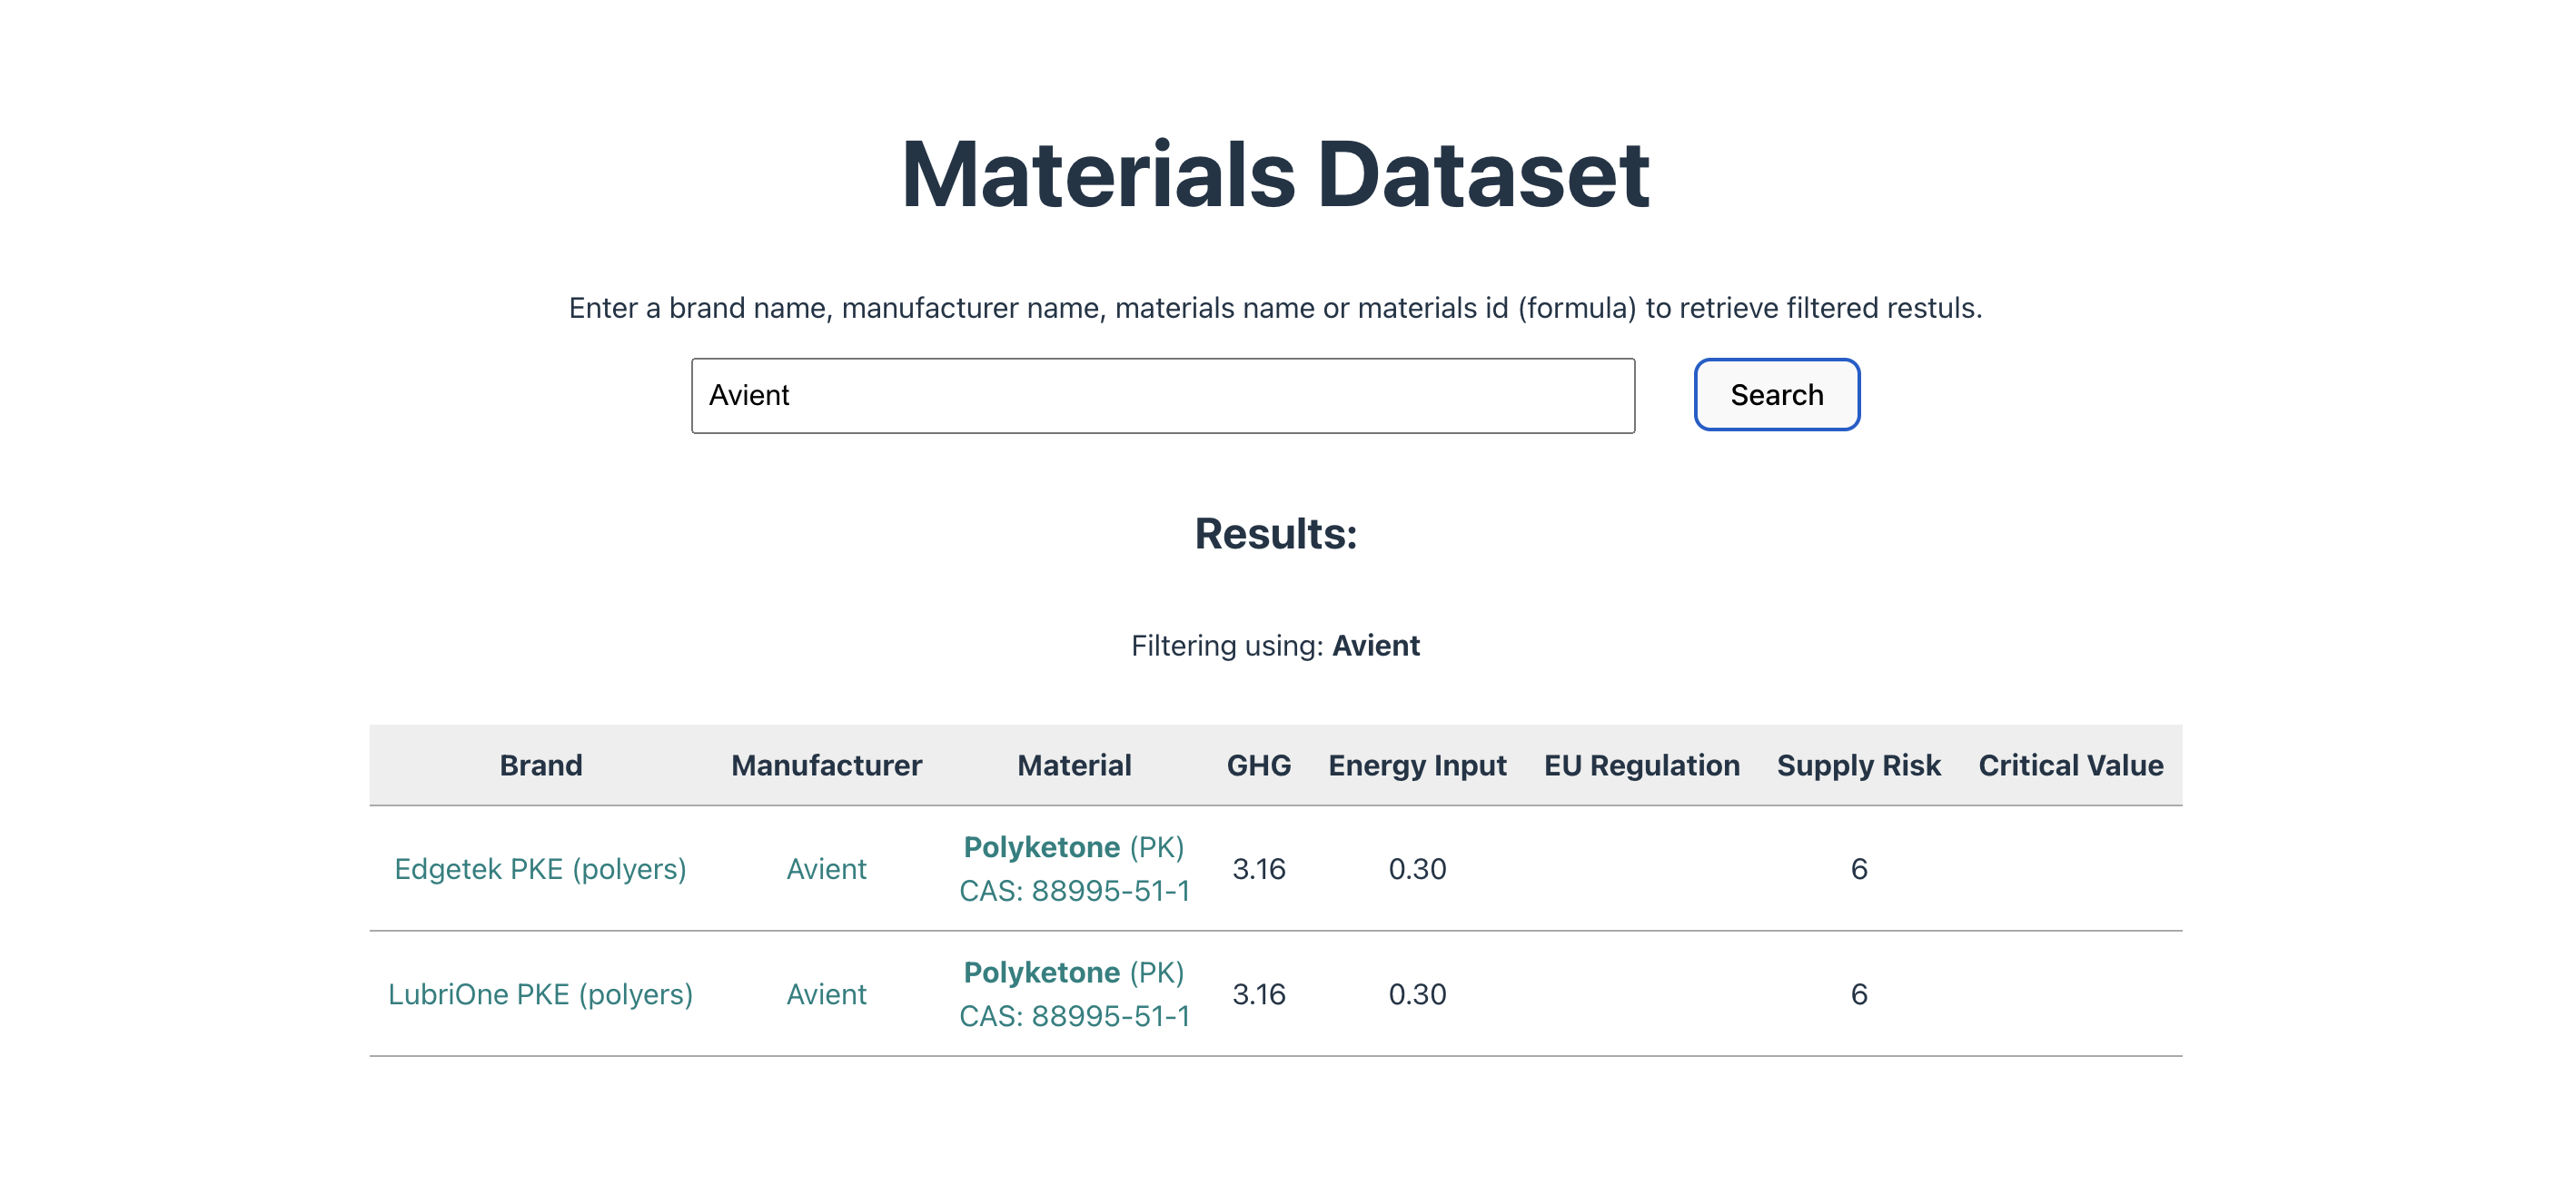 Materials Dataset
Enter a brand name, manufacturer name, materials name or materials id (formula) to retrieve filtered restuls.
Avient
Search
Results:
Filtering using: Avient
Brand Manufacturer Material GHG Energy Input EU Regulation Supply Risk Critical Value
Edgetek PKE (polyers) Avient Polyketone (PK) CAS: 88995-51-1 3.16 0.30 6
LubriOne PKE (polyers) Avient Polyketone (PK) CAS: 88995-51-1 3.16 0.30 6